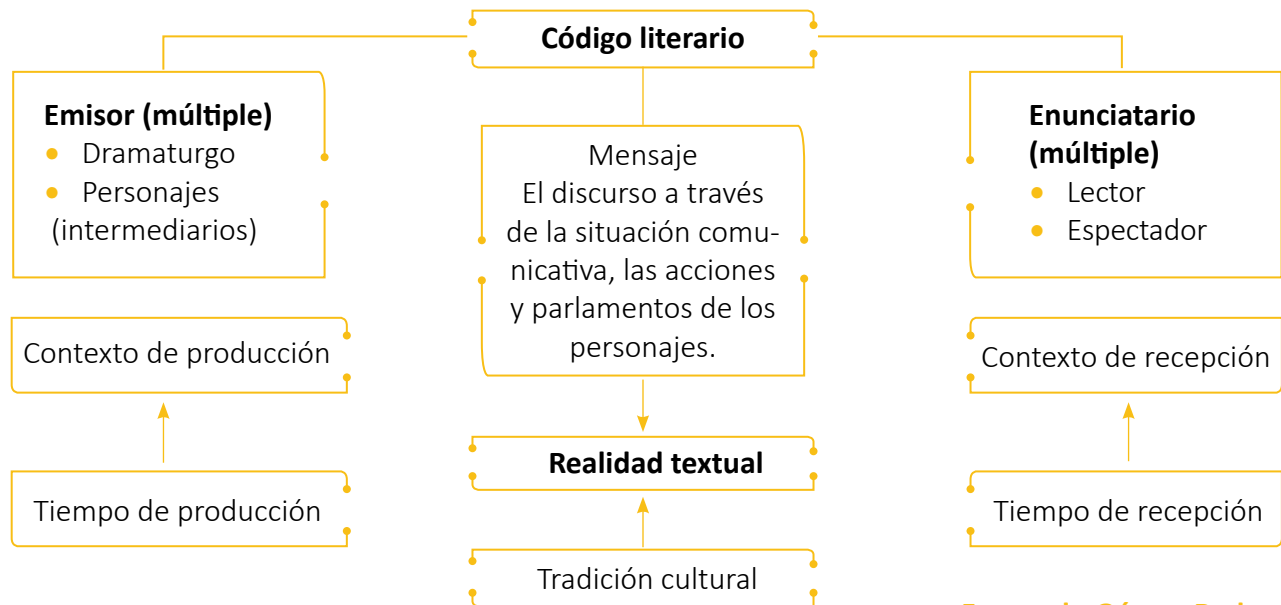 Código literario
Emisor (múltiple)
Dramaturgo
Personajes
(intermediarios)
Mensaje
El discurso a través
de la situación comu-
nicativa, las acciones
y parlamentos de los
personajes.
Enunciatario
(múltiple)
Lector
Espectador
Contexto de producción
Contexto de recepción
Realidad textual
Tiempo de producción
Tiempo de recepción
Tradición cultural